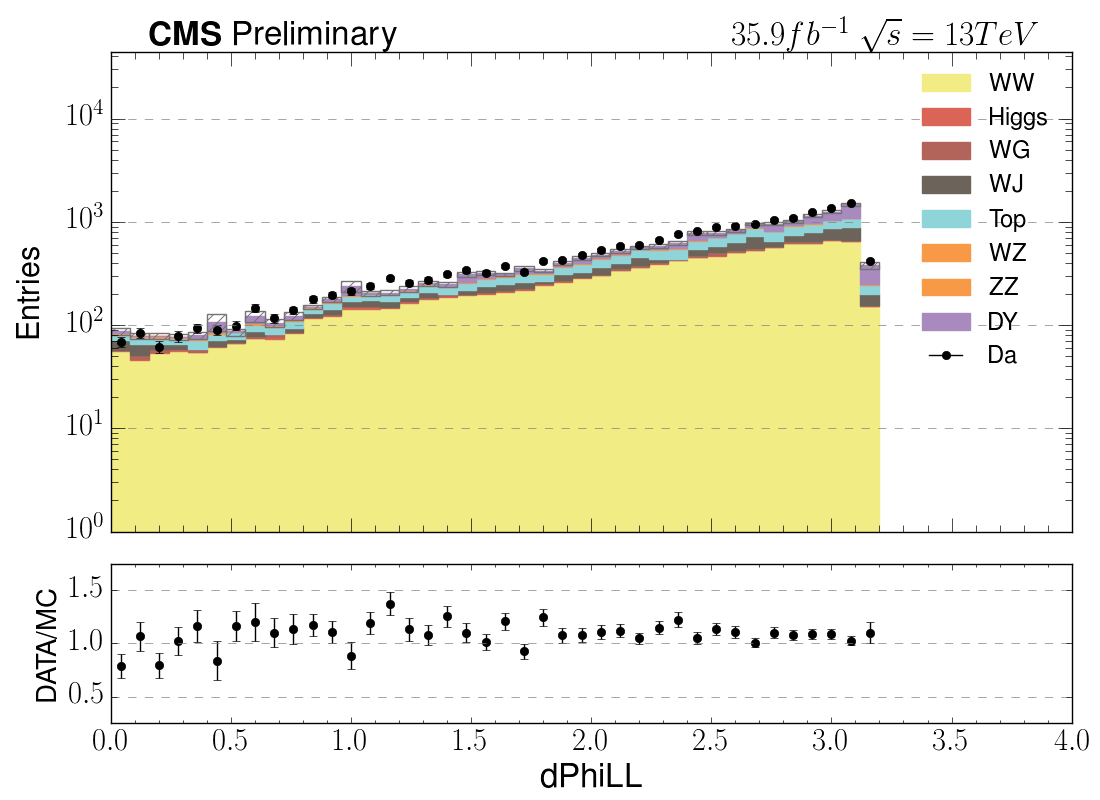 CMS Preliminary
35.9fb⁻¹ √s = 13TeV
Entries
10⁴
10³
10²
10¹
10⁰
WW
Higgs
WG
WJ
Top
WZ
ZZ
DY
Da
DATA/MC
1.5
1.0
0.5
0.0 0.5 1.0 1.5 2.0 2.5 3.0 3.5 4.0
dPhiLL